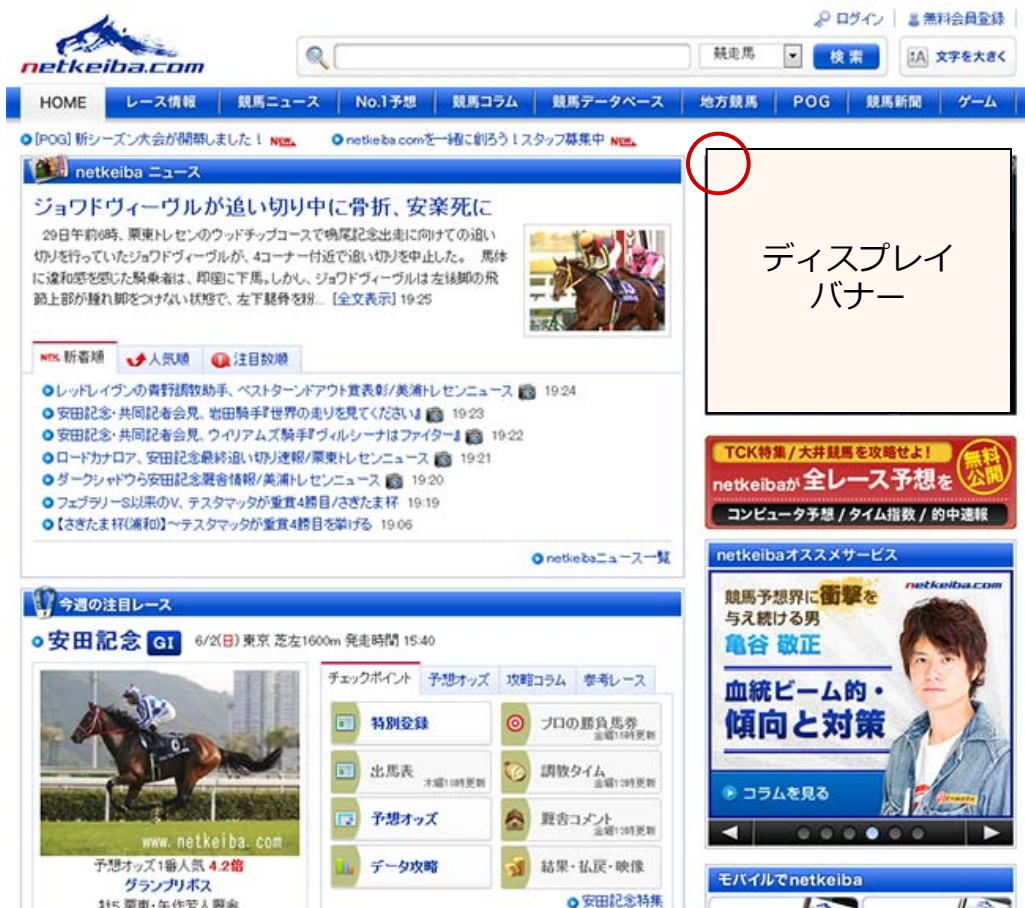 ログイン
無料会員登録
netkeiba.com
競走馬
検索
文字を大きく
HOME
レース情報
競馬ニュース
No.1予想
競馬コラム
競馬データベース
地方競馬
POG
競馬新聞
ゲーム
[POG] 新シーズン大会が開幕しました！ NEW
netkeiba.comを一緒に創ろう！スタッフ募集中 NEW
netkeiba ニュース
ジョワドヴィーヴルが追い切り中に骨折、安楽死に
29日午前6時、栗東トレセンのウッドチップコースで鳴尾記念出走に向けての追い
切りを行っていたジョワドヴィーヴルが、4コーナー付近で追い切りを中止した。 馬体
に違和感を感じた騎乗者は、即座に下馬。しかし、ジョワドヴィーヴルは左後脚の飛
節上部が腫れ脚をつけない状態で、左下腿骨を粉... [全文表示] 19:25
ディスプレイ
バナー
NEW 新着順
人気順
注目数順
レッドレイヴンの青野調教助手、ベストターンドアウト賞表彰/美浦トレセンニュース 19:24
安田記念・共同記者会見、岩田騎手『世界の走りを見てください』 19:23
安田記念・共同記者会見、ウイリアムズ騎手『ヴィルシーナはファイター』 19:22
ロードカナロア、安田記念最終追い切り速報/栗東トレセンニュース 19:21
ダークシャドウら安田記念厩舎情報/美浦トレセンニュース 19:20
フェブラリーS以来のV、テスタマッタが重賞4勝目/さきたま杯 19:19
【さきたま杯(浦和)】～テスタマッタが重賞4勝目を挙げる 19:06
netkeibaニュース一覧
TCK特集/大井競馬を攻略せよ！
netkeibaが全レース予想を
無料公開
コンピュータ予想 / タイム指数 / 的中速報
netkeibaオススメサービス
netkeiba.com
競馬予想界に衝撃を
与え続ける男
亀谷 敬正
血統ビーム的・
傾向と対策
コラムを見る
モバイルでnetkeiba
今週の注目レース
安田記念 GI 6/2(日) 東京 芝左1600m 発走時間 15:40
www.netkeiba.com
予想オッズ1番人気 4.2倍
グランプリボス
牡5 栗東・矢作芳人厩舎
チェックポイント
予想オッズ
攻略コラム
参考レース
特別登録
プロの勝負馬券
金曜16時更新
出馬表
木曜16時更新
調教タイム
予想オッズ
厩舎コメント
データ攻略
結果・払戻・映像
安田記念特集